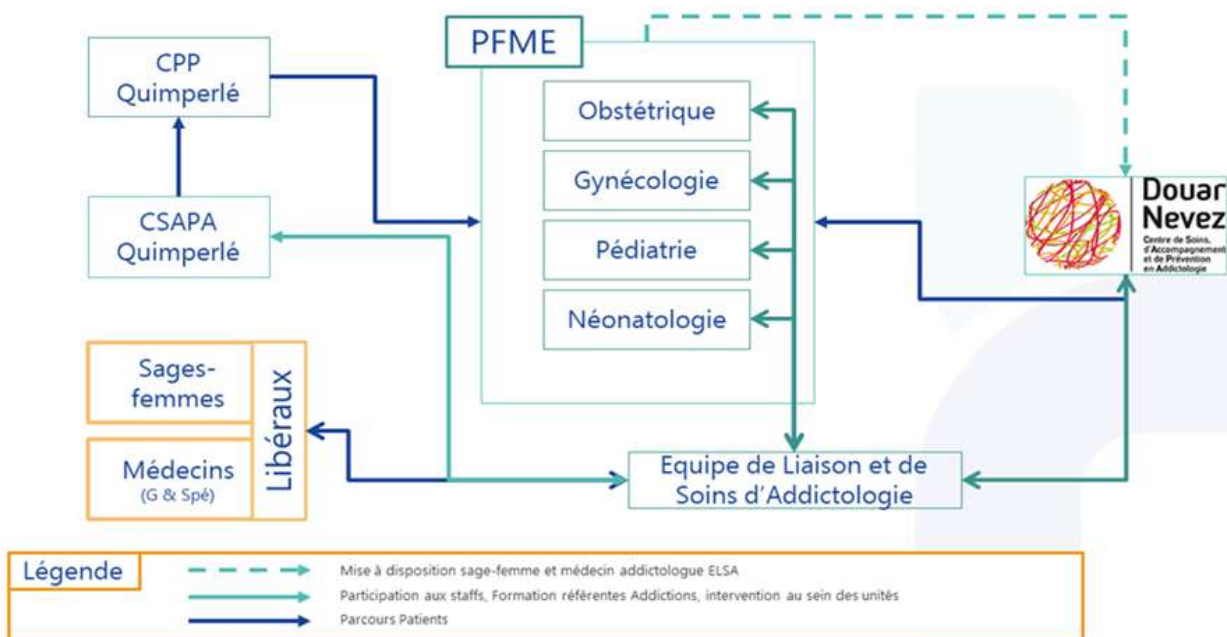 PFME
CPP
Quimperlé
CSAPA
Quimperlé
Obstétrique
Gynécologie
Pédiatrie
Néonatologie
Douar
Nevez
Centre de Soins,
d'Accompagnement
et de Prévention
en Addictologie
Sages-
femmes
Médecins
(G & Spé)
Libéraux
Equipe de Liaison et de
Soins d'Addictologie
Légende
Mise à disposition sage-femme et médecin addictologue ELSA
Participation aux staffs, Formation référentes Addictions, intervention au sein des unités
Parcours Patients